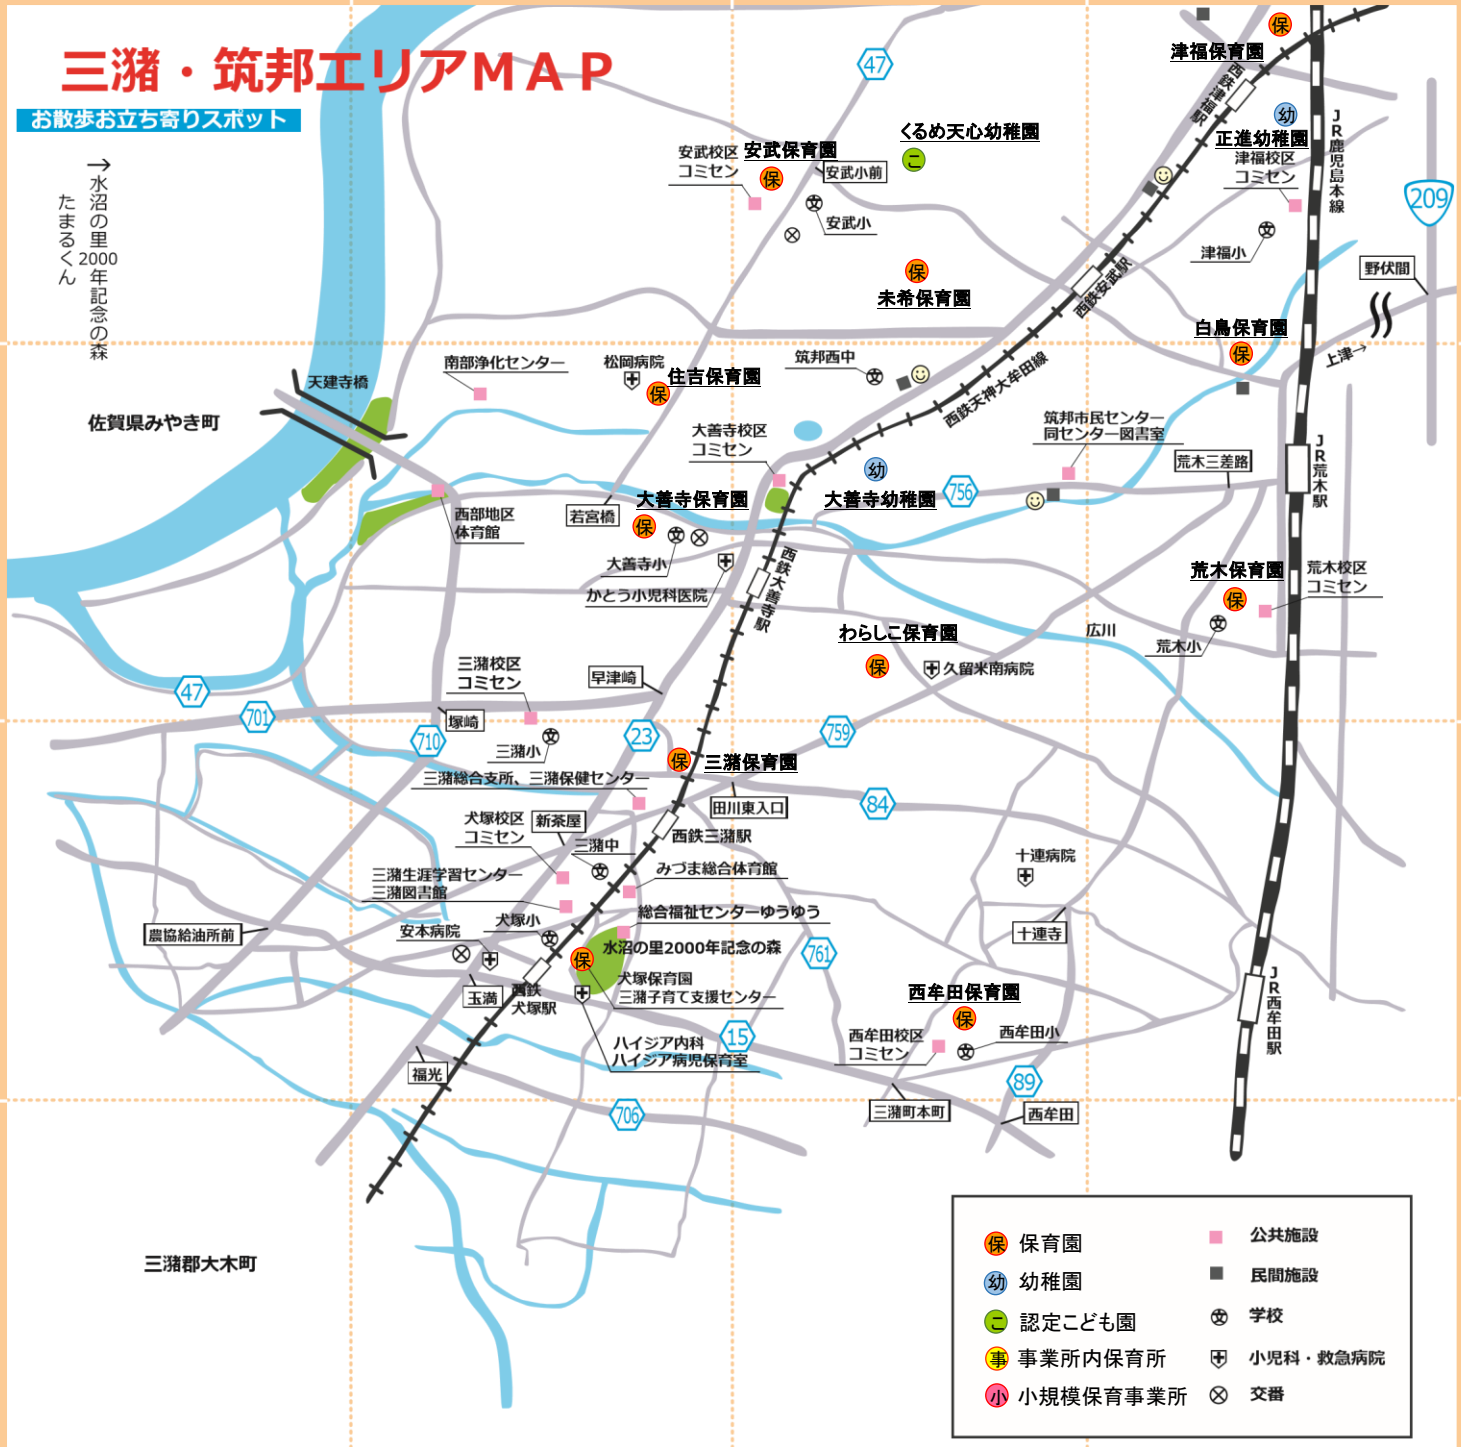 三潴・筑邦エリアMAP
お散歩お立ち寄りスポット
→水沼の里2000年記念の森
たまるくん
47
津福保育園
保
西鉄津福駅
幼
正進幼稚園
津福校区
コミセン
津福小
JR鹿児島本線
209
野伏間
上津→
くるめ天心幼稚園
こ
安武校区
コミセン
安武保育園
保
安武小前
安武小
保
未希保育園
西鉄安武駅
白鳥保育園
保
天建寺橋
佐賀県みやき町
南部浄化センター
松岡病院
住吉保育園
保
筑邦西中
西鉄天神大牟田線
大善寺校区
コミセン
筑邦市民センター
同センター図書室
荒木三差路
JR荒木駅
幼
大善寺幼稚園
756
西部地区
体育館
若宮橋
大善寺保育園
保
大善寺小
かとう小児科医院
西鉄大善寺駅
荒木保育園
保
荒木校区
コミセン
荒木小
広川
わらしこ保育園
保
久留米南病院
47
701
710
三潴校区
コミセン
早津崎
塚崎
三潴小
23
759
保
三潴保育園
三潴総合支所、三潴保健センター
田川東入口
84
犬塚校区
コミセン
新茶屋
三潴中
西鉄三潴駅
三潴生涯学習センター
三潴図書館
みづま総合体育館
十連病院
農協給油所前
安本病院
犬塚小
総合福祉センターゆうゆう
水沼の里2000年記念の森
保
犬塚保育園
三潴子育て支援センター
761
十連寺
玉満
西鉄
犬塚駅
西牟田保育園
保
JR西牟田駅
ハイジア内科
ハイジア病児保育室
15
西牟田校区
コミセン
西牟田小
福光
706
89
三潴町本町
西牟田
三潴郡大木町
保 保育園
幼 幼稚園
こ 認定こども園
事 事業所内保育所
小 小規模保育事業所
公共施設
民間施設
文 学校
小児科・救急病院
交番